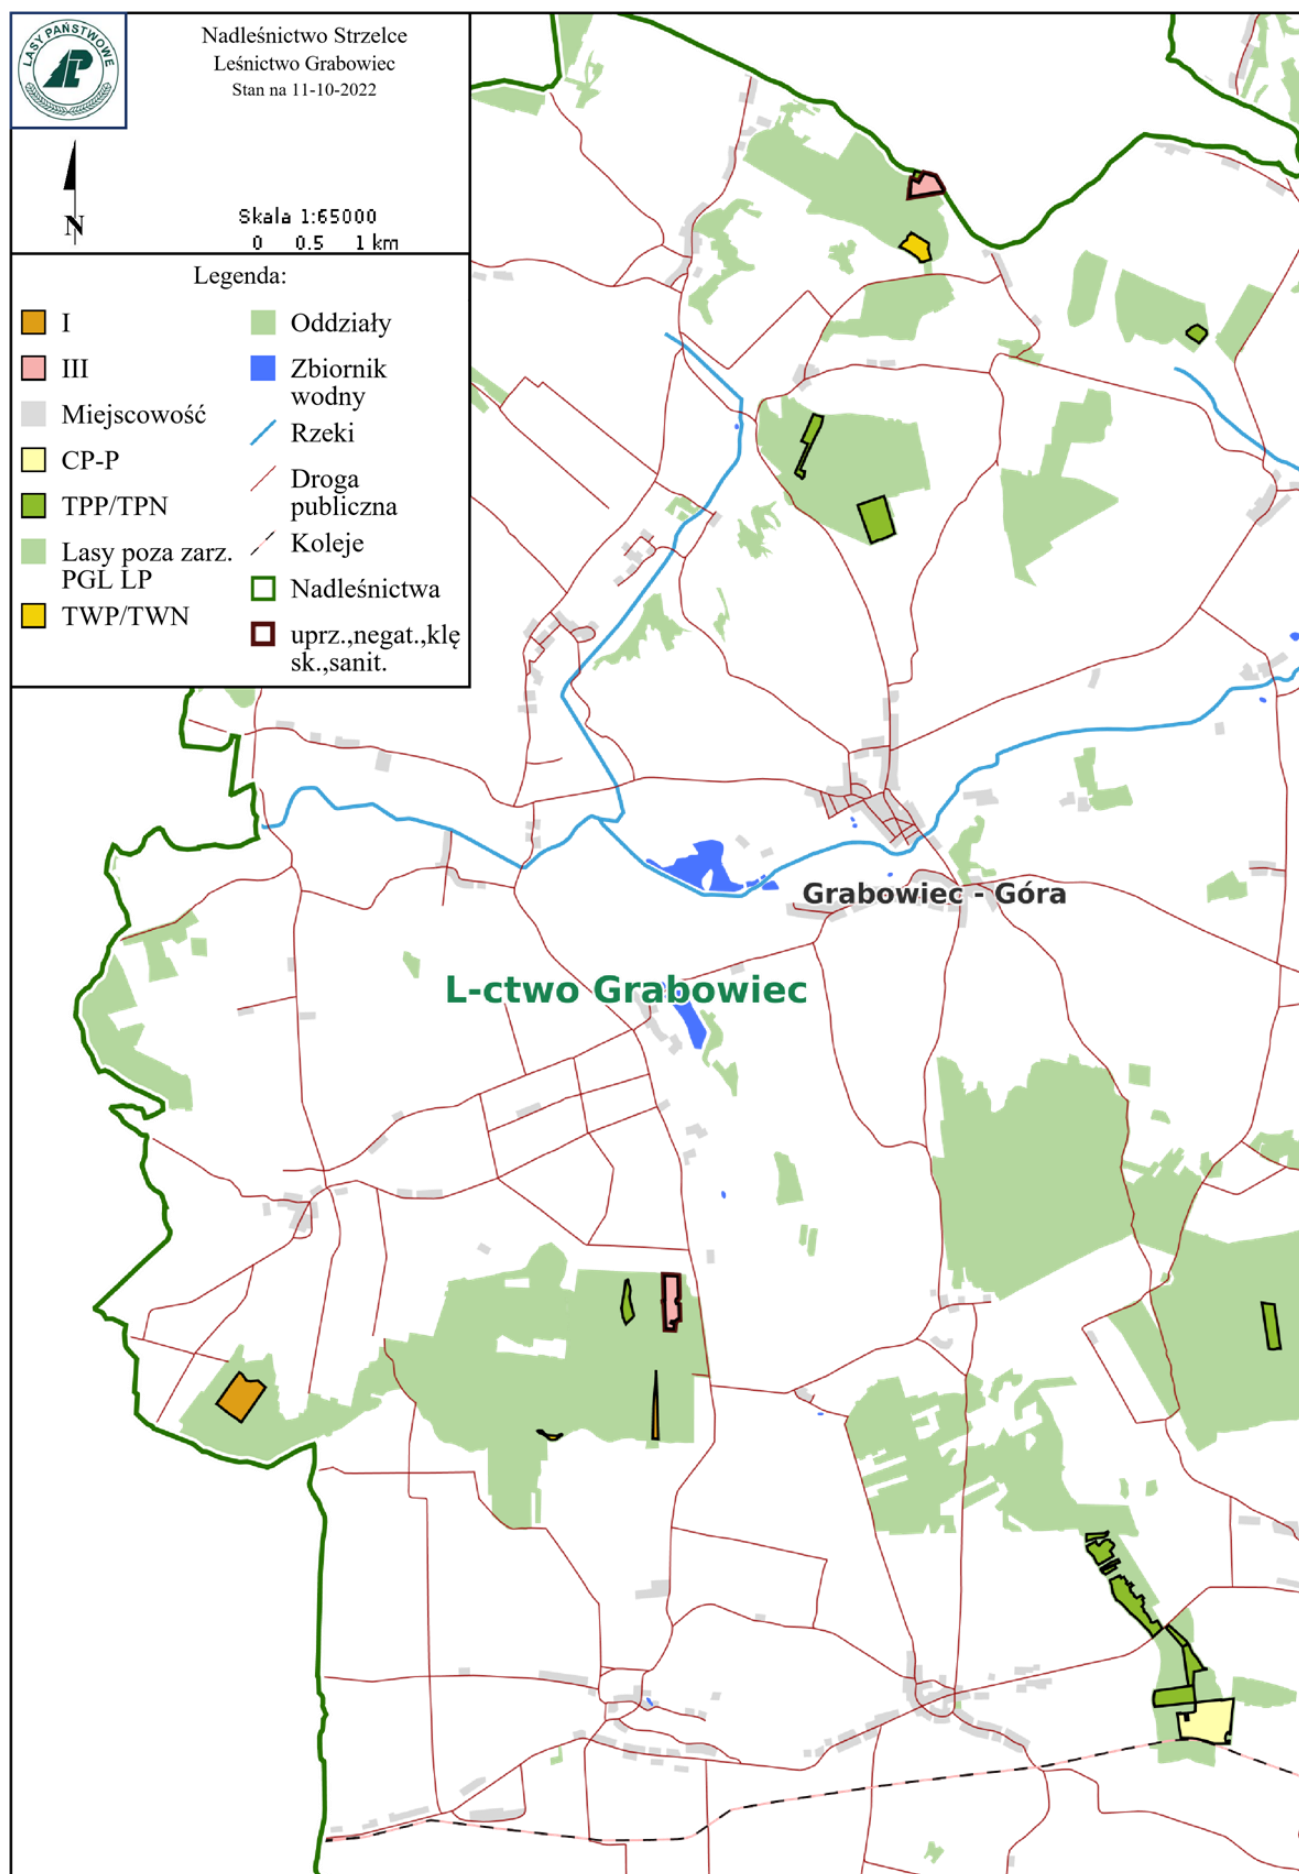 LASY PAŃSTWOWE
LP
Nadleśnictwo Strzelce
Leśnictwo Grabowiec
Stan na 11-10-2022
N
Skala 1:65000
0 0.5 1 km
Legenda:
I
III
Miejscowość
CP-P
TPP/TPN
Lasy poza zarz.
PGL LP
TWP/TWN
Oddziały
Zbiornik
wodny
Rzeki
Droga
publiczna
Koleje
Nadleśnictwa
uprz.,negat.,klę
sk.,sanit.
Grabowiec - Góra
L-ctwo Grabowiec